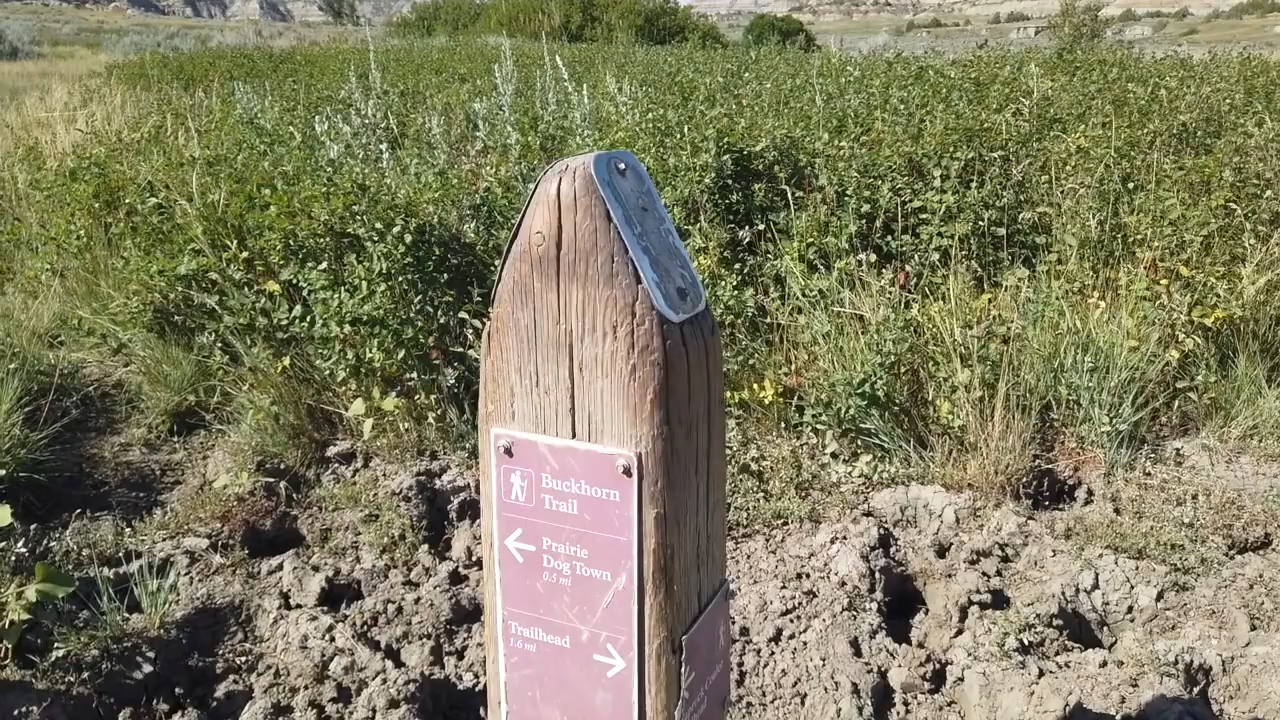 Buckhorn
Trail
Prairie
Dog Town
0.5 mi
Trailhead
1.6 mi